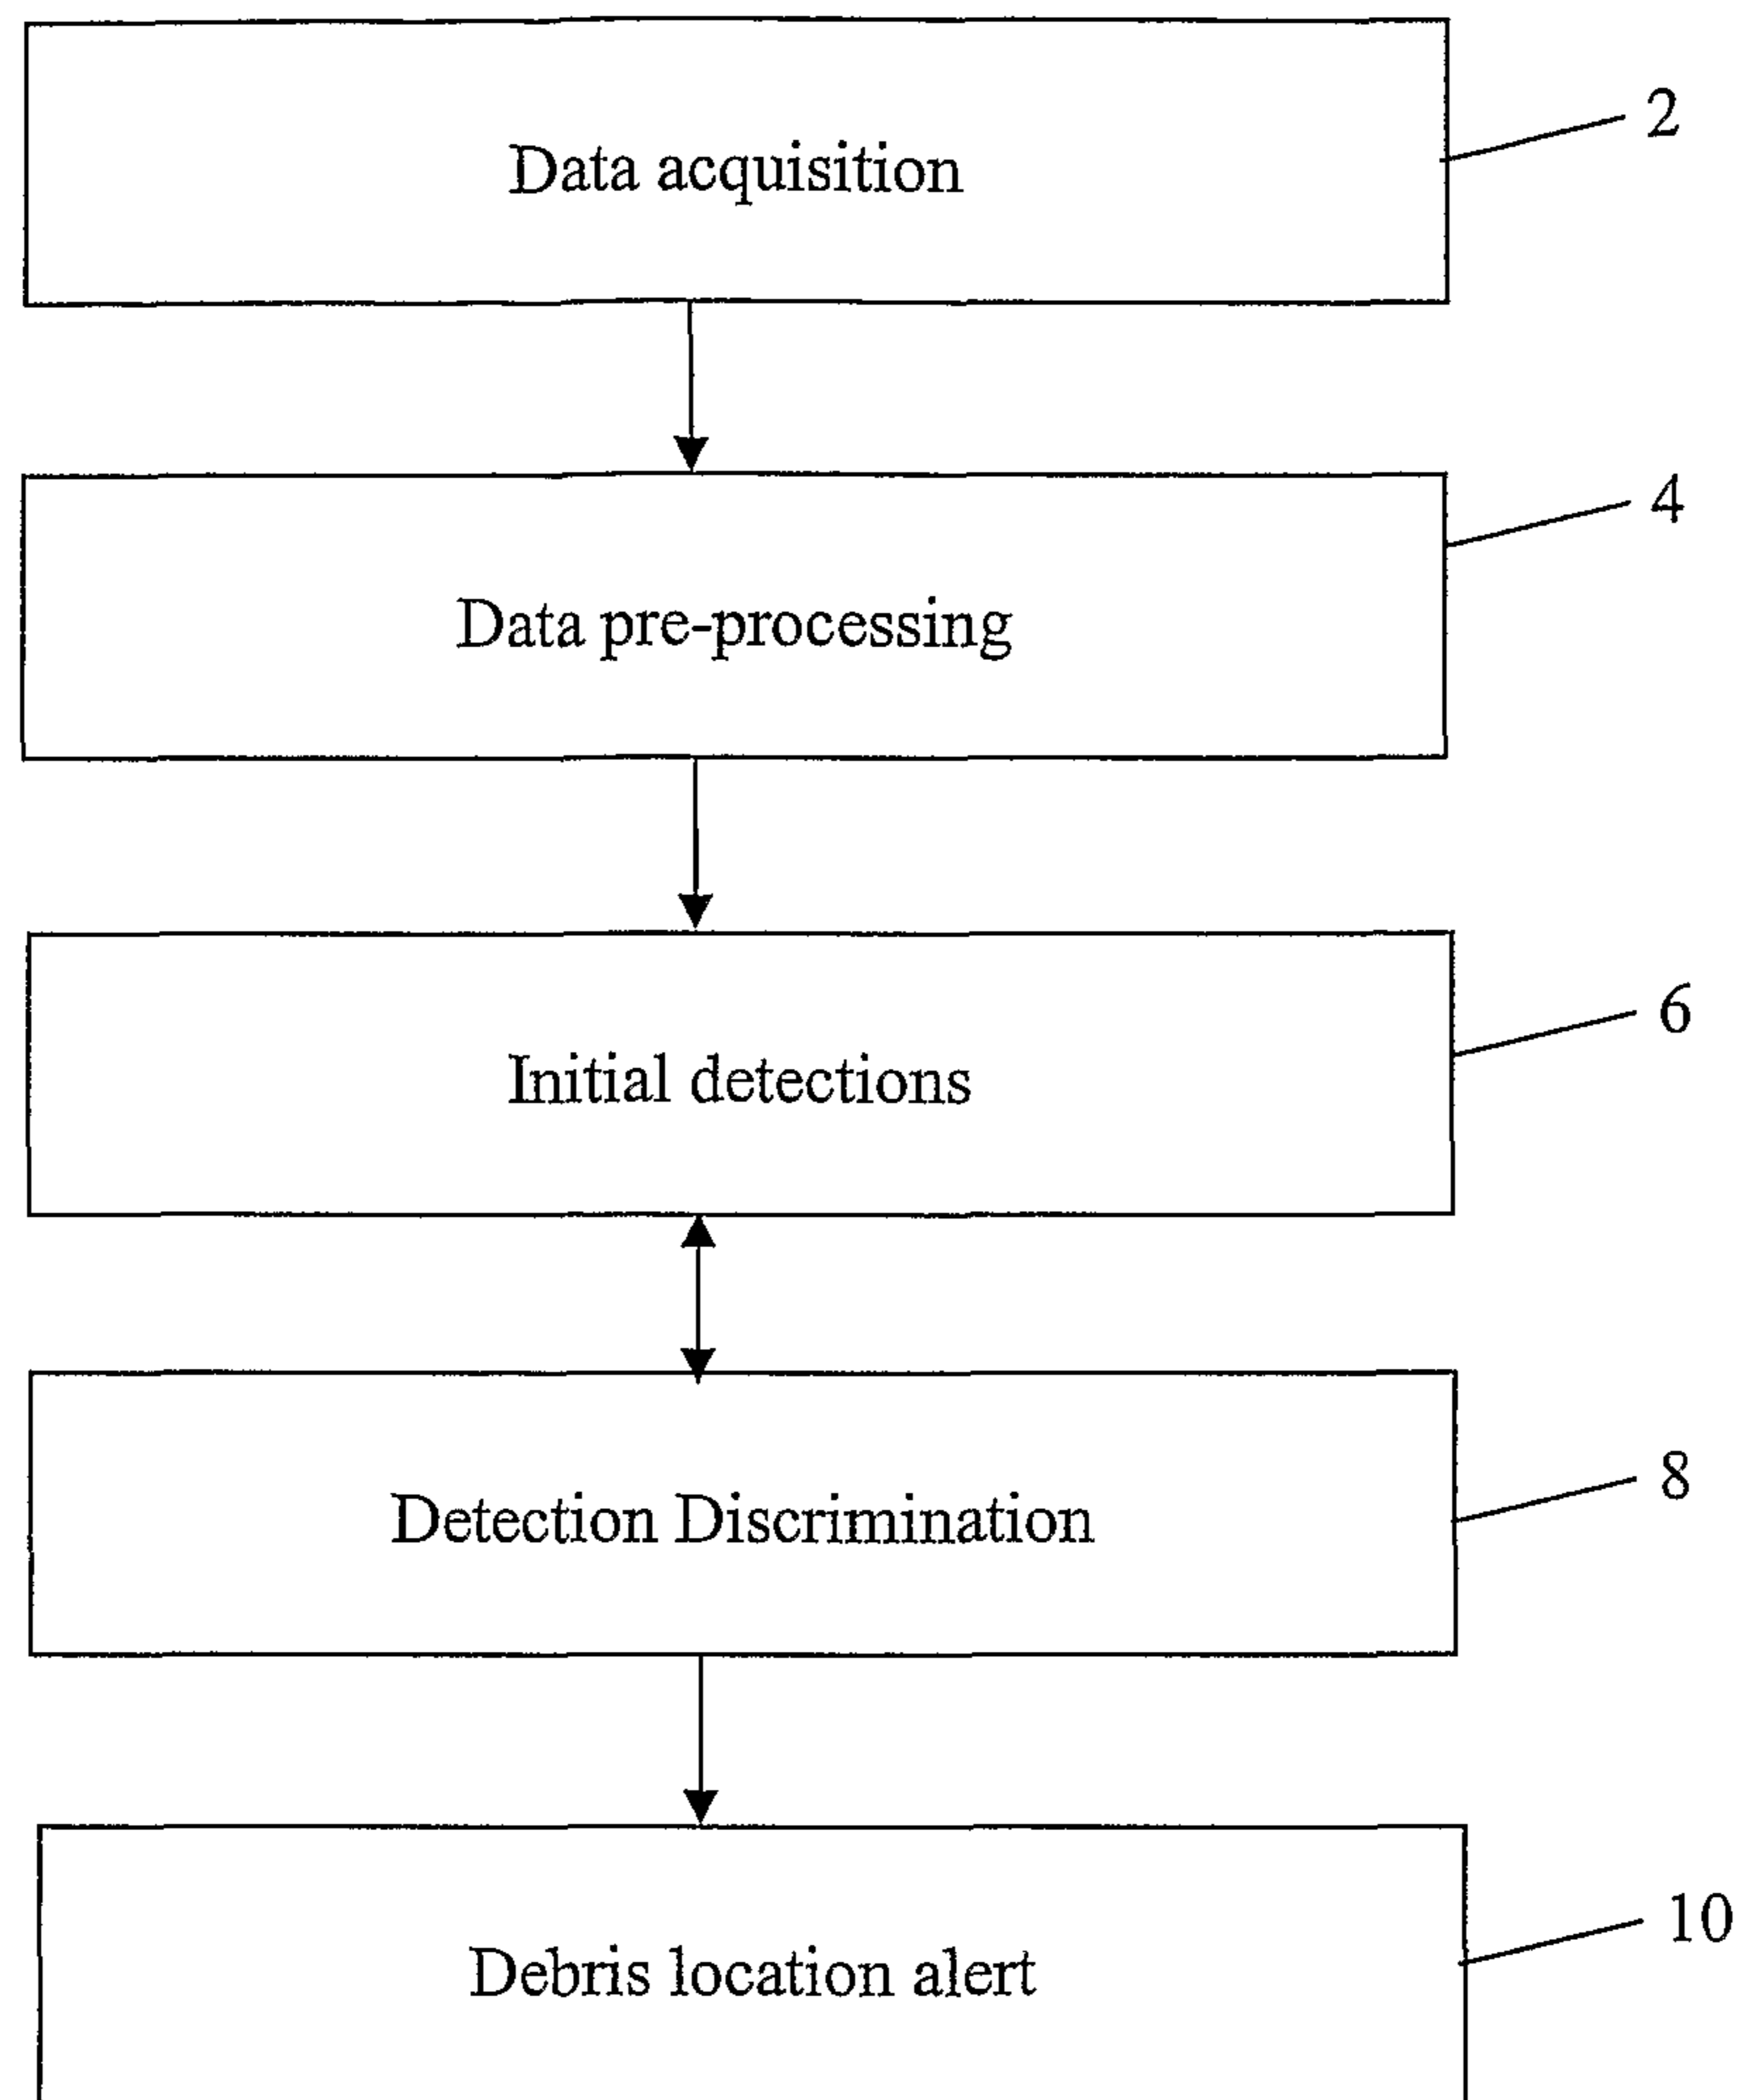 Data acquisition
2
Data pre-processing
4
Initial detections
6
Detection Discrimination
8
Debris location alert
10